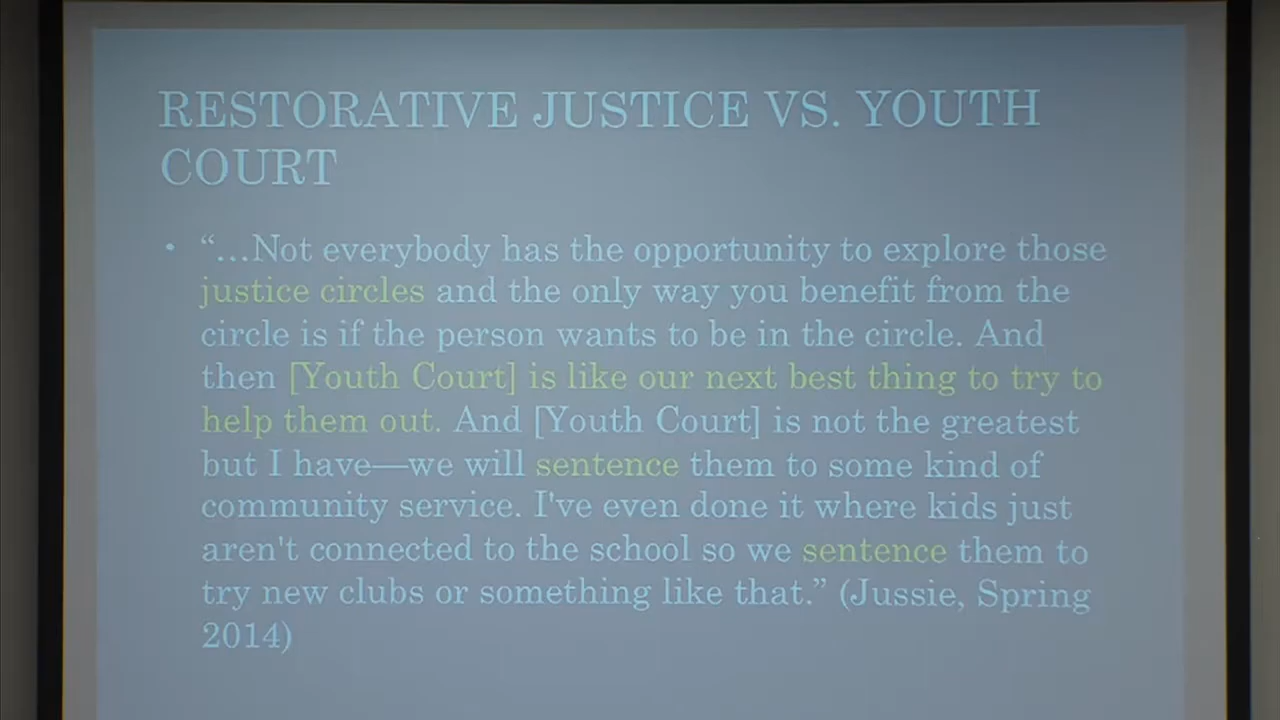 RESTORATIVE JUSTICE VS. YOUTH
COURT
• “...Not everybody has the opportunity to explore those
justice circles and the only way you benefit from the
circle is if the person wants to be in the circle. And
then [Youth Court] is like our next best thing to try to
help them out. And [Youth Court] is not the greatest
but I have—we will sentence them to some kind of
community service. I've even done it where kids just
aren't connected to the school so we sentence them to
try new clubs or something like that.” (Jussie, Spring
2014)